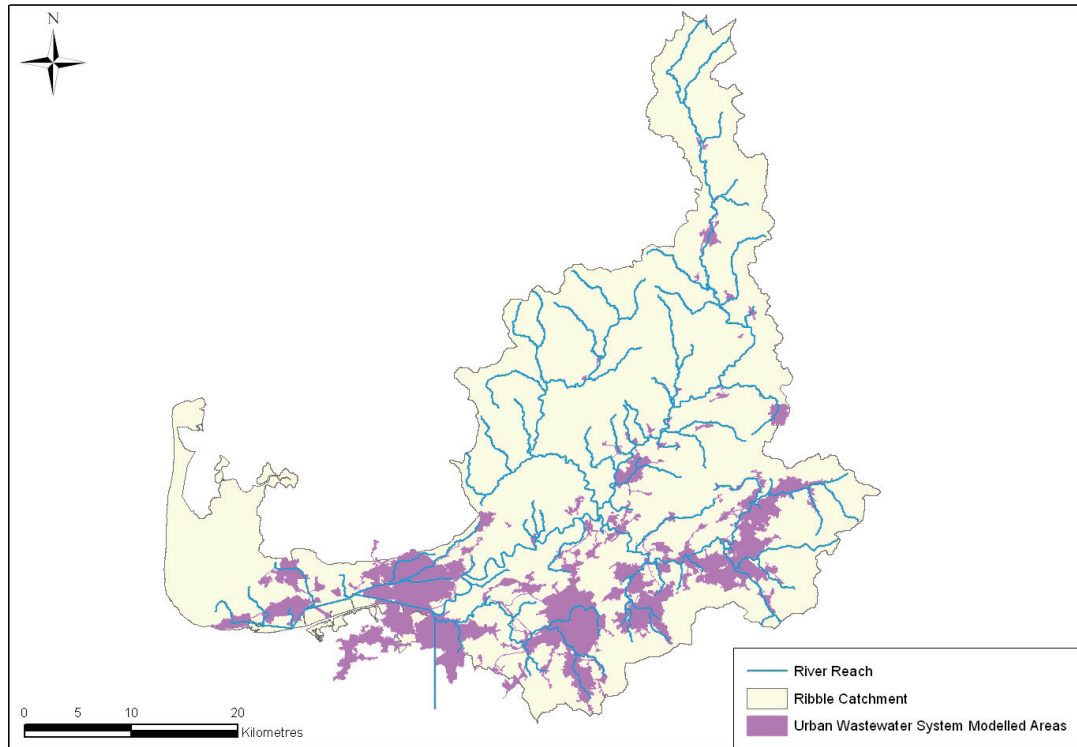 N
0 5 10 20
Kilometres
River Reach
Ribble Catchment
Urban Wastewater System Modelled Areas